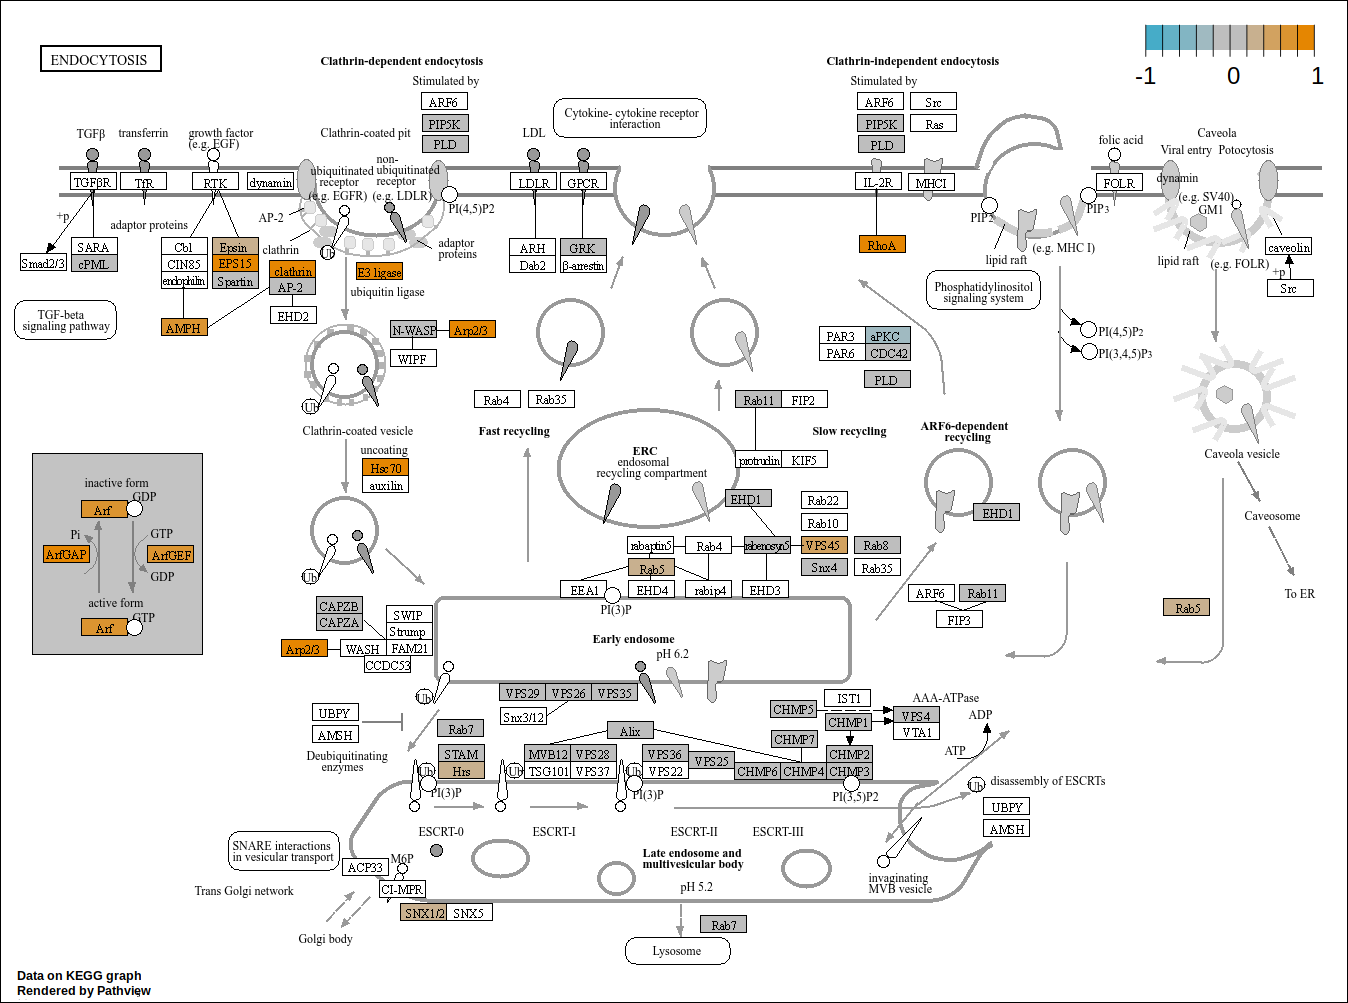 ENDOCYTOSIS
-1 0 1
Clathrin-dependent endocytosis
Stimulated by
ARF6
PIP5K
PLD
Clathrin-independent endocytosis
Stimulated by
ARF6
Src
PIP5K
Ras
PLD
Cytokine- cytokine receptor
interaction
TGFβ
transferrin
growth factor
(e.g. EGF)
Clathrin-coated pit
LDL
folic acid
Caveola
Viral entry
Potocytosis
non-
ubiquitinated
receptor
(e.g. LDLR)
ubiquitinated
receptor
(e.g. EGFR)
TGFβR
TfR
RTK
dynamin
LDLR
GPCR
IL-2R
MHCI
FOLR
dynamin
(e.g. SV40)
GM1
PI(4,5)P2
PIP2
PIP3
+p
adaptor proteins
AP-2
clathrin
Ub
adaptor
proteins
Smad2/3
SARA
cPML
Cbl
CIN85
endophilin
Epsin
EPS15
Spartin
clathrin
AP-2
EHD2
AMPH
E3 ligase
ubiquitin ligase
ARH
Dab2
GRK
β-arrestin
RhoA
lipid raft
(e.g. MHC I)
lipid raft
(e.g. FOLR)
caveolin
+p
Src
TGF-beta
signaling pathway
Phosphatidylinositol
signaling system
N-WASP
Arp2/3
WIPF
PAR3
aPKC
PAR6
CDC42
PLD
PI(4,5)P2
PI(3,4,5)P3
Ub
Clathrin-coated vesicle
Rab4
Rab35
Fast recycling
Rab11
FIP2
Slow recycling
ARF6-dependent
recycling
Caveola vesicle
uncoating
Hsc70
auxilin
ERC
endosomal
recycling compartment
protrudin
KIF5
EHD1
Rab22
Rab10
EHD1
Caveosome
inactive form
GDP
Arf
Pi
GTP
ArfGAP
ArfGEF
GDP
active form
GTP
Arf
Ub
rabaptin5
Rab4
rabenosyn5
VPS45
Rab8
Rab5
Snx4
Rab35
EEA1
EHD4
rabip4
EHD3
PI(3)P
ARF6
Rab11
FIP3
Rab5
To ER
CAPZB
CAPZA
SWIP
Strump
Arp2/3
WASH
FAM21
CCDC53
Early endosome
pH 6.2
Ub
VPS29
VPS26
VPS35
Snx3/12
UBPY
AMSH
Deubiquitinating
enzymes
Rab7
STAM
Hrs
Ub
PI(3)P
Alix
MVB12
VPS28
TSG101
VPS37
Ub
VPS36
VPS22
VPS25
Ub
PI(3)P
IST1
CHMP5
CHMP1
CHMP7
CHMP2
CHMP6
CHMP4
CHMP3
PI(3,5)P2
AAA-ATPase
VPS4
VTA1
ADP
ATP
Ub
disassembly of ESCRTs
UBPY
AMSH
ESCRT-0
ESCRT-I
ESCRT-II
ESCRT-III
SNARE interactions
in vesicular transport
ACP33
M6P
CI-MPR
Late endosome and
multivesicular body
pH 5.2
invaginating
MVB vesicle
Trans Golgi network
SNX1/2
SNX5
Golgi body
Rab7
Lysosome
Data on KEGG graph
Rendered by Pathview